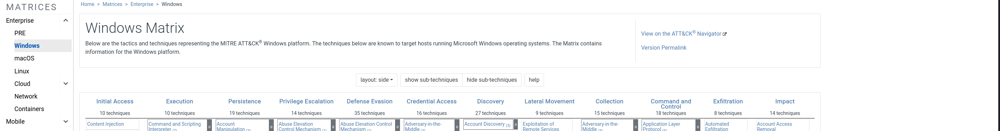 MATRICES
Enterprise
PRE
Windows
macOS
Linux
Cloud
Network
Containers
Mobile
Home > Matrices > Enterprise > Windows
Windows Matrix
Below are the tactics and techniques representing the MITRE ATT&CK® Windows platform. The techniques below are known to target hosts running Microsoft Windows operating systems. The Matrix contains
information for the Windows platform.
View on the ATT&CK® Navigator
Version Permalink
layout: side show sub-techniques hide sub-techniques help
Initial Access Execution Persistence Privilege Escalation Defense Evasion Credential Access Discovery Lateral Movement Collection Command and Exfiltration Impact
Control
10 techniques 10 techniques 19 techniques 14 techniques 35 techniques 16 techniques 27 techniques 9 techniques 15 techniques 18 techniques 8 techniques 14 techniques
Content Injection Command and Scripting Account Abuse Elevation Abuse Elevation Control Adversary-in-the- Account Discovery (3) Exploitation of Adversary-in-the- Application Layer Automated Account Access
Interpreter (7) Manipulation (3) Control Mechanism (1) Mechanism (1) Middle (3) Remote Services Middle (3) Protocol (5) Exfiltration Removal